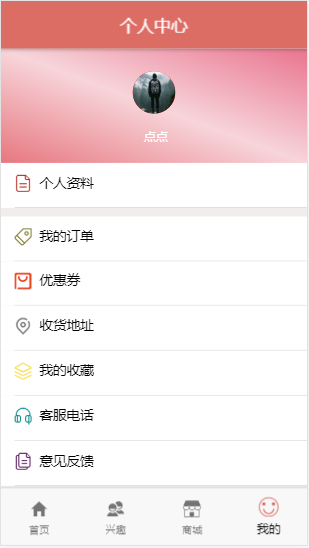 个人中心
点点
个人资料
我的订单
优惠券
收货地址
我的收藏
客服电话
意见反馈
首页
兴趣
商城
我的